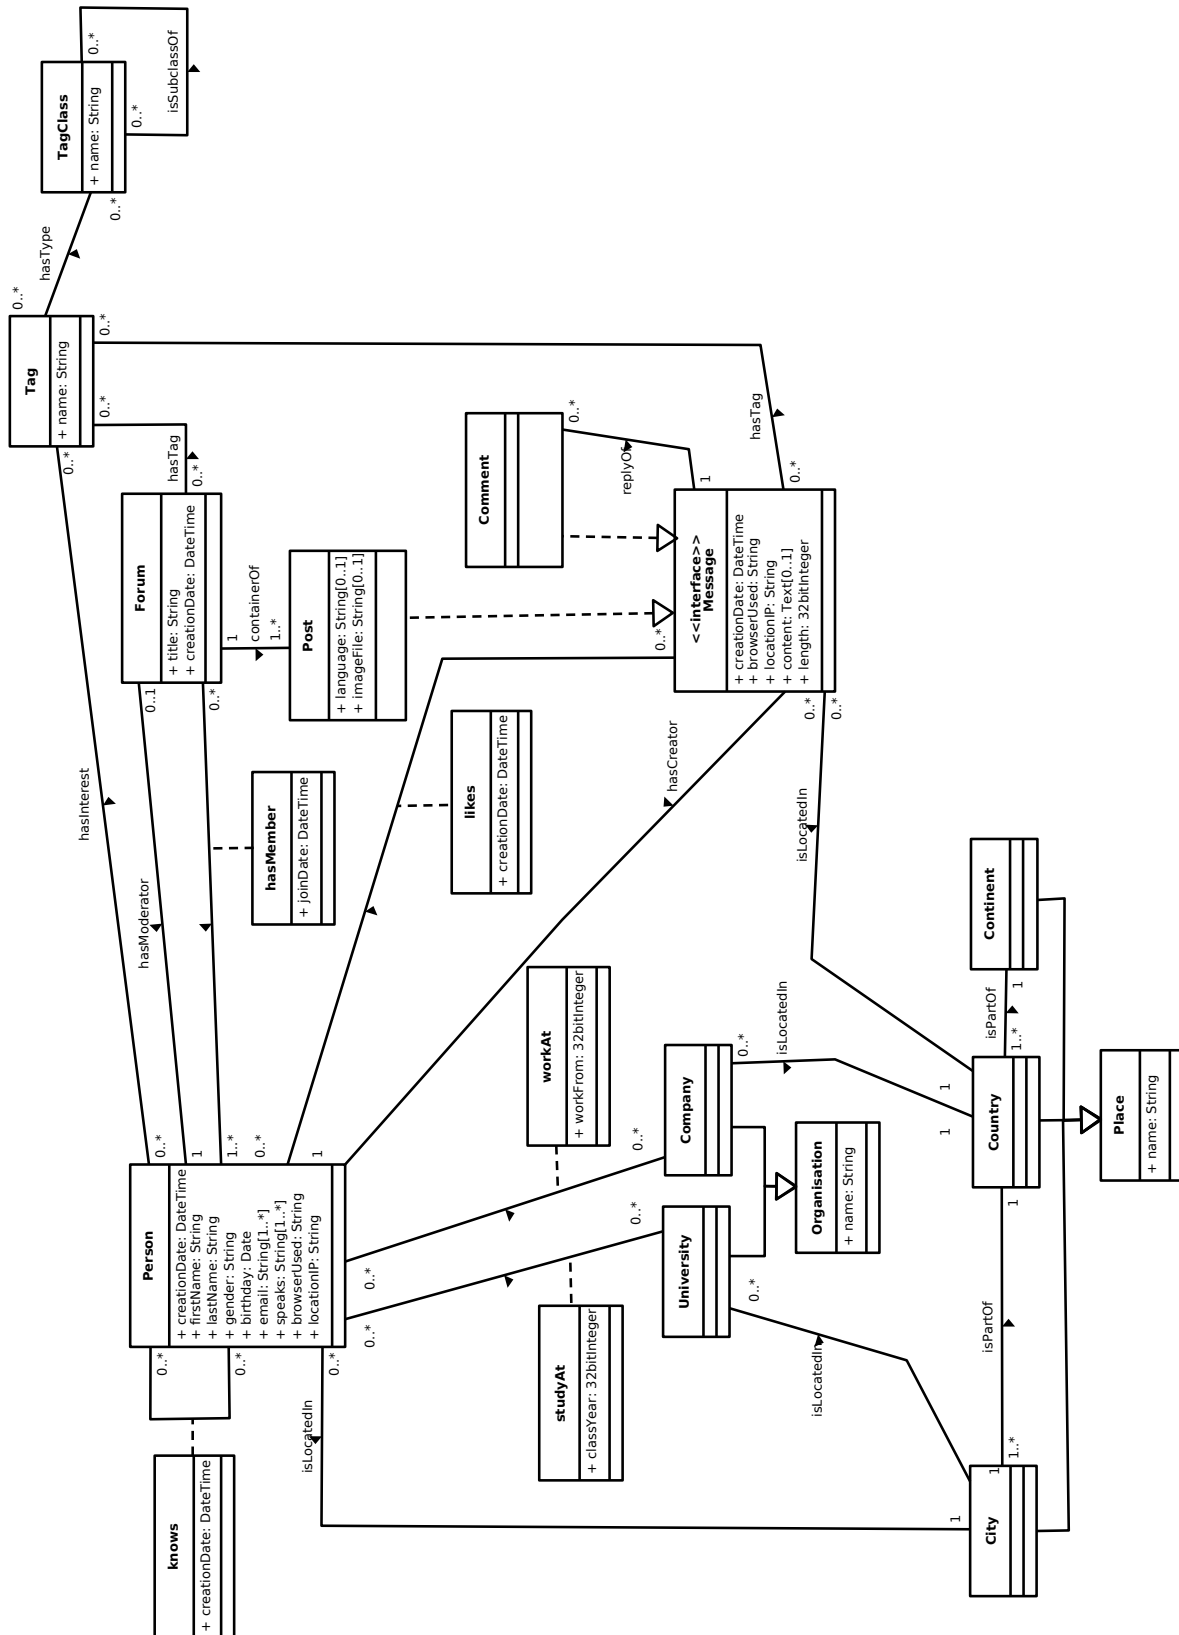 TagClass
+ name: String
0..*
0..*
isSubclassOf
0..*
hasType
0..*
Tag
+ name: String
0..*
0..*
0..*
hasTag
0..*
Forum
+ title: String
+ creationDate: DateTime
0..1
0..*
1
containerOf
1..*
Post
+ language: String[0..1]
+ imageFile: String[0..1]
Comment
0..*
replyOf
1
hasTag
0..*
<<interface>>
Message
+ creationDate: DateTime
+ browserUsed: String
+ locationIP: String
+ content: Text[0..1]
+ length: 32bitInteger
0..*
0..*
0..*
hasInterest
hasModerator
hasMember
+ joinDate: DateTime
likes
+ creationDate: DateTime
hasCreator
isLocatedIn
Continent
1
isPartOf
1..*
workAt
+ workFrom: 32bitInteger
isLocatedIn
0..*
Company
0..*
1
1
Country
1
Place
+ name: String
Organisation
+ name: String
University
0..*
0..*
0..*
1
1..*
0..*
1
Person
+ creationDate: DateTime
+ firstName: String
+ lastName: String
+ gender: String
+ birthday: Date
+ email: String[1..*]
+ speaks: String[1..*]
+ browserUsed: String
+ locationIP: String
0..*
0..*
0..*
0..*
0..*
studyAt
+ classYear: 32bitInteger
isLocatedIn
isPartOf
isLocatedIn
1..*
1
1
City
knows
+ creationDate: DateTime